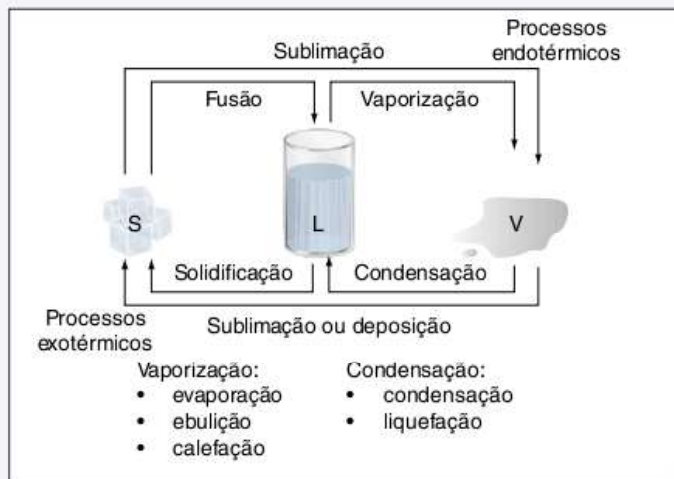 Processos
endotérmicos
Sublimação
Fusão
Vaporização
S
L
V
Solidificação
Condensação
Processos
exotérmicos
Sublimação ou deposição
Vaporização:
• evaporação
• ebulição
• calefação
Condensação:
• condensação
• liquefação